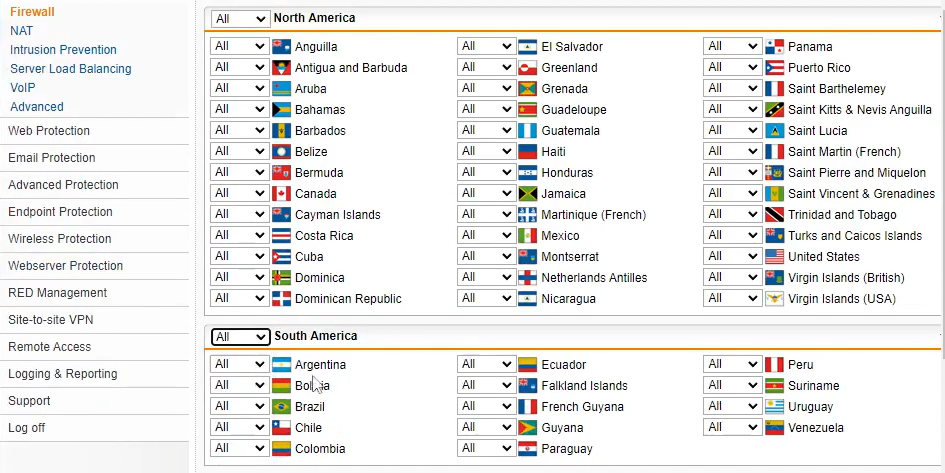 Firewall
NAT
Intrusion Prevention
Server Load Balancing
VoIP
Advanced
Web Protection
Email Protection
Advanced Protection
Endpoint Protection
Wireless Protection
Webserver Protection
RED Management
Site-to-site VPN
Remote Access
Logging & Reporting
Support
Log off
All North America
All Anguilla All El Salvador All Panama
All Antigua and Barbuda All Greenland All Puerto Rico
All Aruba All Grenada All Saint Barthelemey
All Bahamas All Guadeloupe All Saint Kitts & Nevis Anguilla
All Barbados All Guatemala All Saint Lucia
All Belize All Haiti All Saint Martin (French)
All Bermuda All Honduras All Saint Pierre and Miquelon
All Canada All Jamaica All Saint Vincent & Grenadines
All Cayman Islands All Martinique (French) All Trinidad and Tobago
All Costa Rica All Mexico All Turks and Caicos Islands
All Cuba All Montserrat All United States
All Dominica All Netherlands Antilles All Virgin Islands (British)
All Dominican Republic All Nicaragua All Virgin Islands (USA)
All South America
All Argentina All Ecuador All Peru
All Bolivia All Falkland Islands All Suriname
All Brazil All French Guyana All Uruguay
All Chile All Guyana All Venezuela
All Colombia All Paraguay